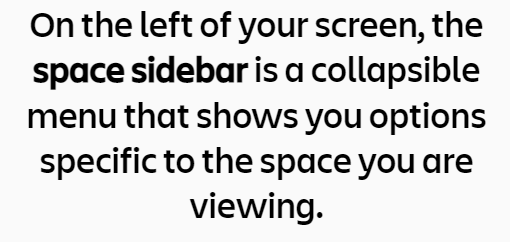 On the left of your screen, the
space sidebar is a collapsible
menu that shows you options
specific to the space you are
viewing.